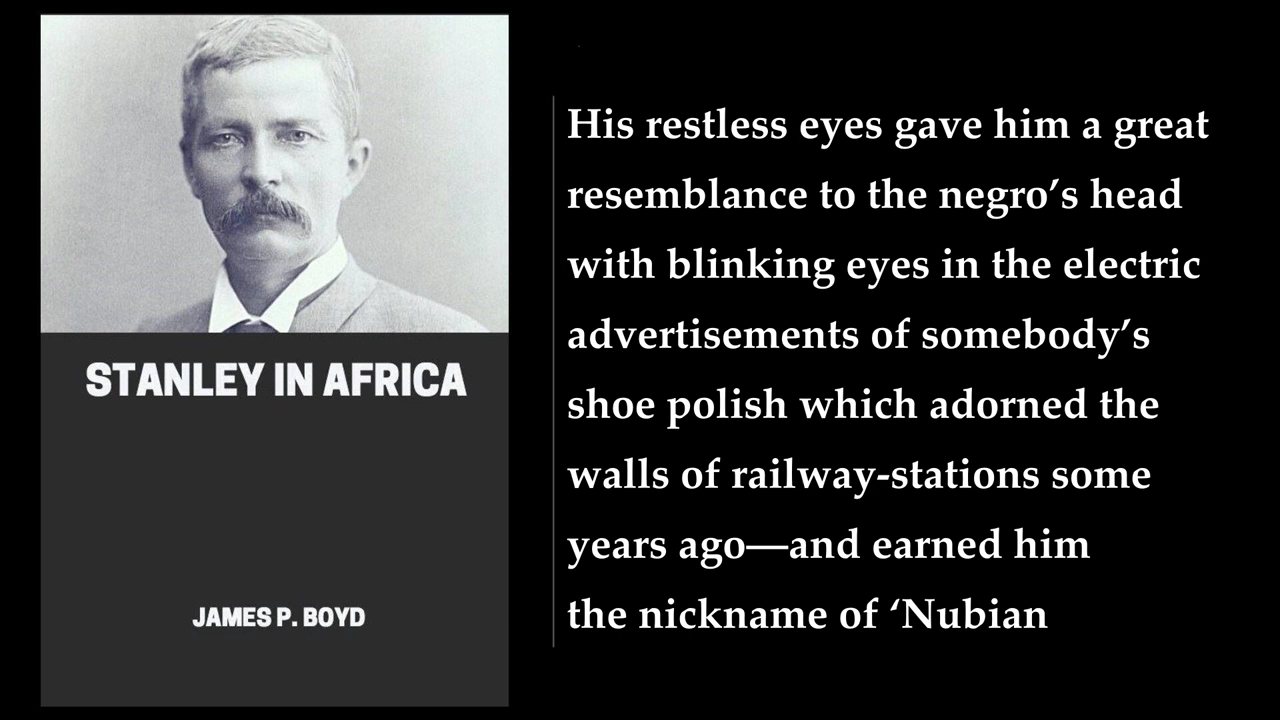 STANLEY IN AFRICA
JAMES P. BOYD
His restless eyes gave him a great
resemblance to the negro’s head
with blinking eyes in the electric
advertisements of somebody’s
shoe polish which adorned the
walls of railway-stations some
years ago—and earned him
the nickname of ‘Nubian